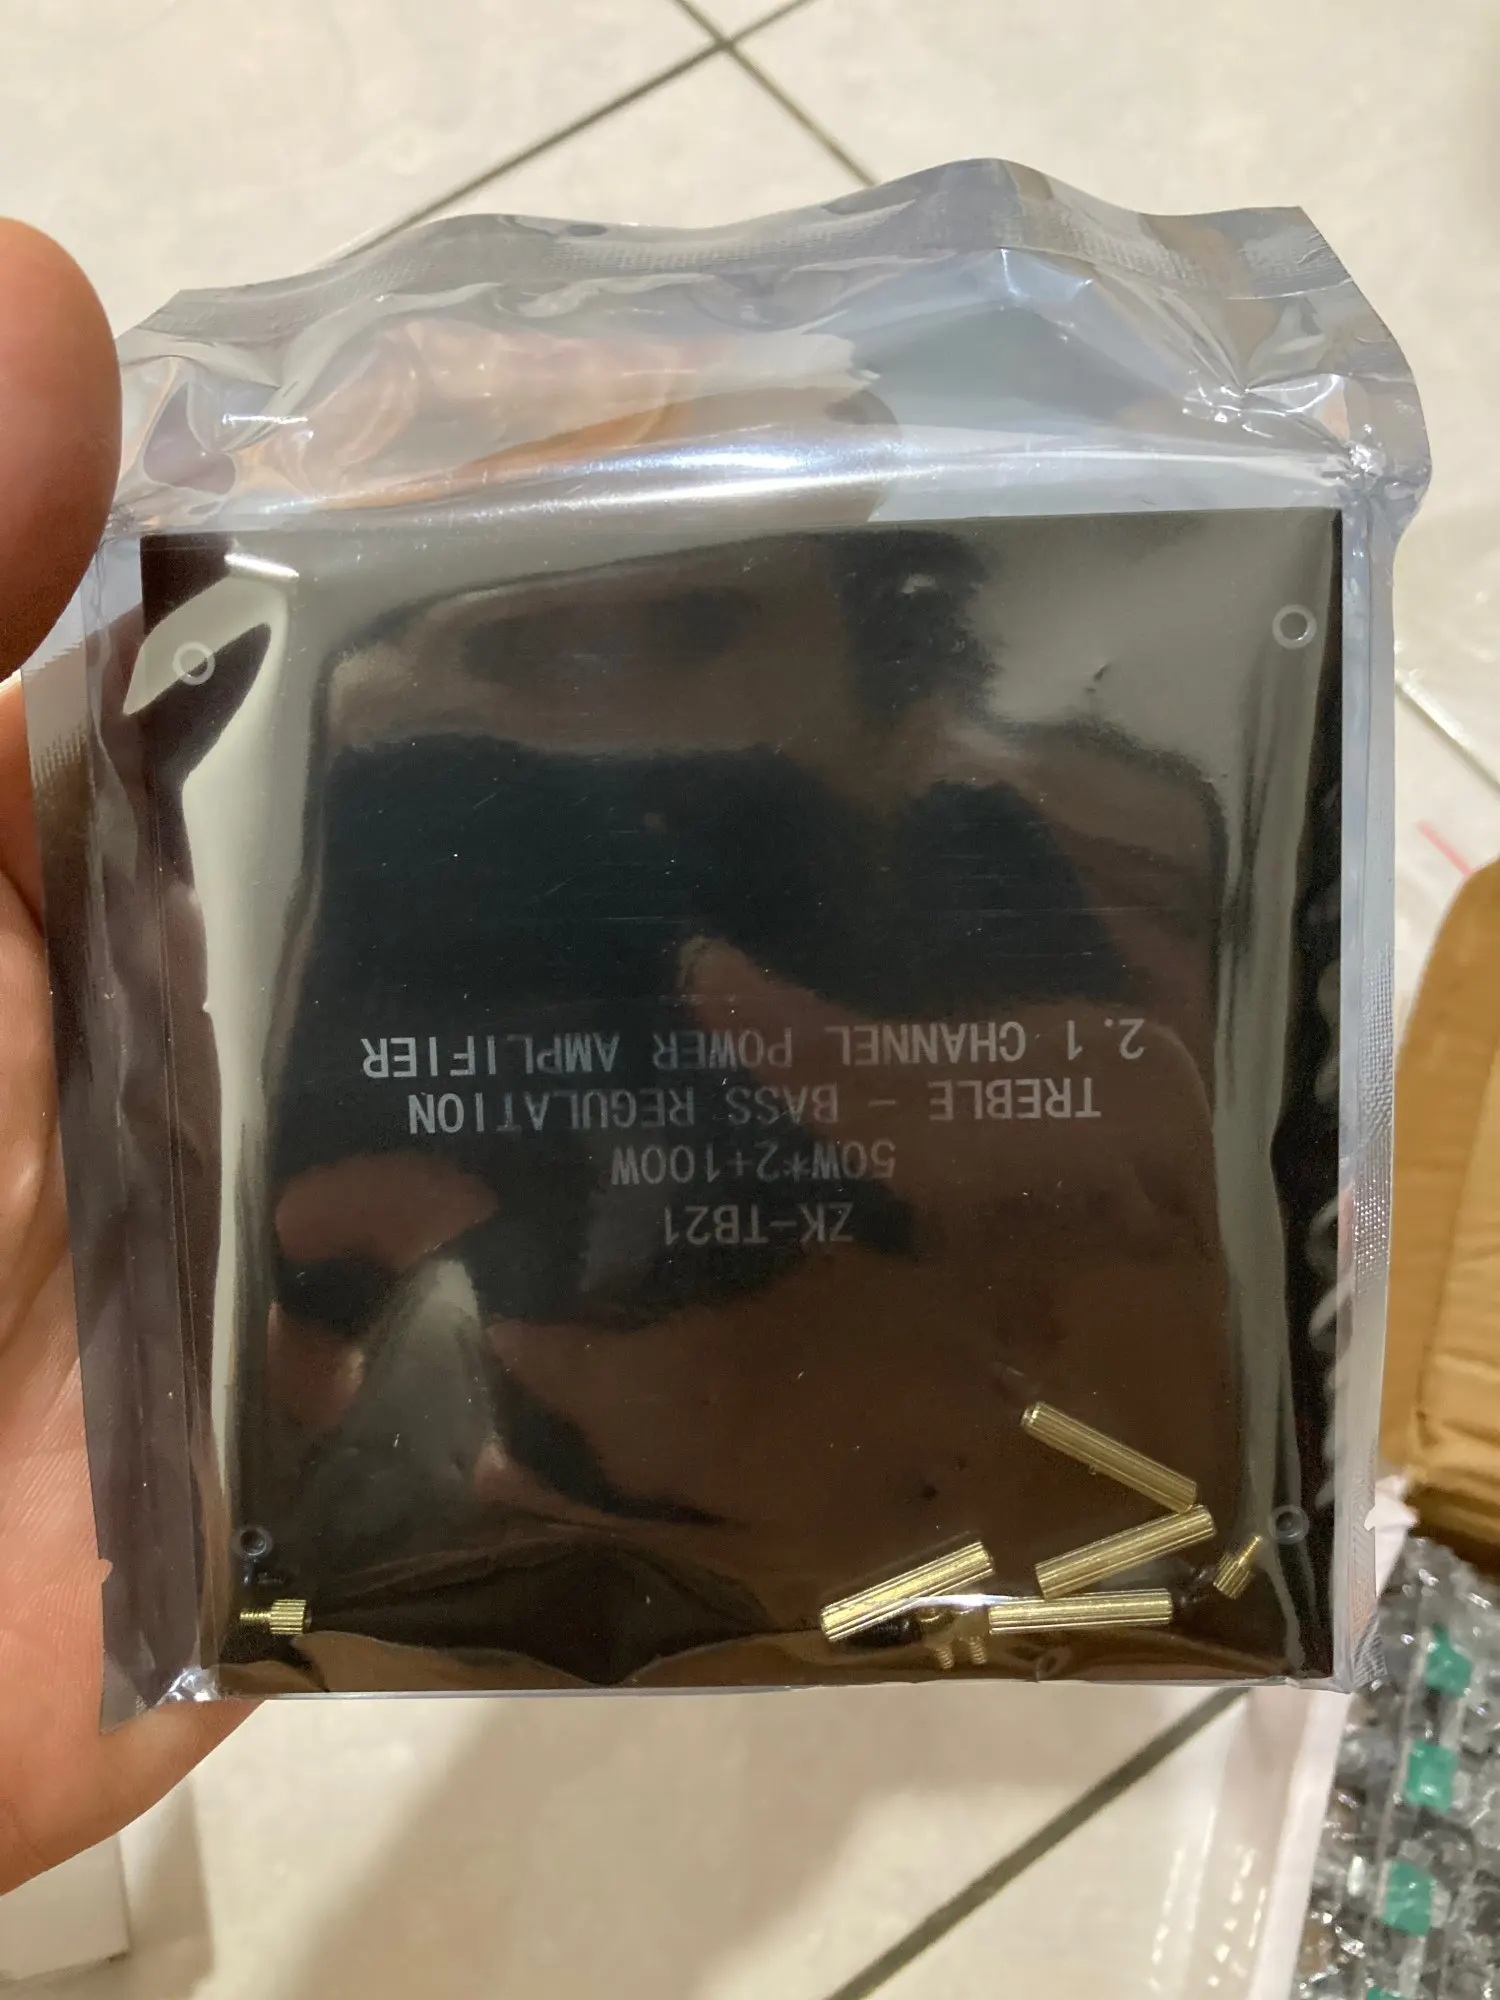 2.1 CHANNEL POWER AMPLIFIER
TREBLE - BASS REGULATION
50W*2+100W
ZK-TB21